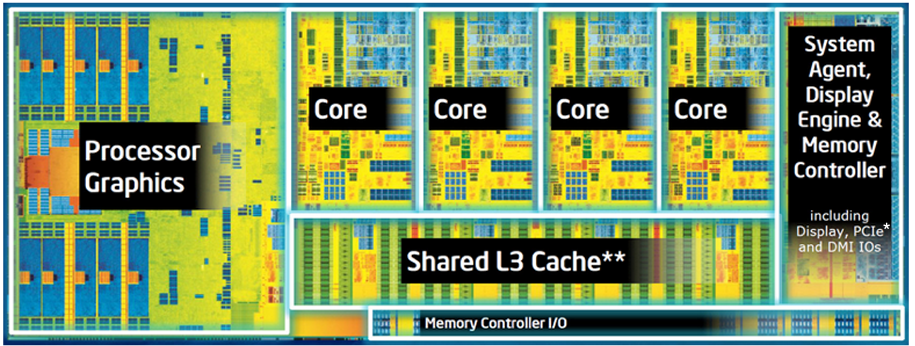 Processor
Graphics
Core
Core
Core
Core
System
Agent,
Display
Engine &
Memory
Controller
including
Display, PCIe*
and DMI IOs
Shared L3 Cache**
Memory Controller I/O